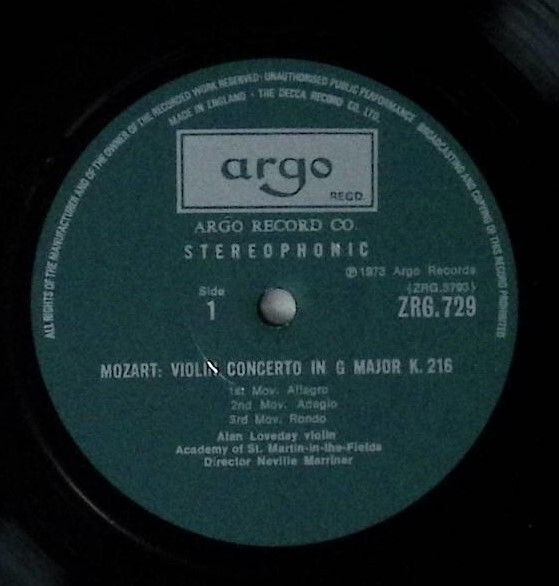 ALL RIGHTS OF THE MANUFACTURER AND OF THE OWNER OF THE RECORDED WORK RESERVED· UNAUTHORISED PUBLIC PERFORMANCE BROADCASTING AND COPYING OF THIS RECORD PROHIBITED
MADE IN ENGLAND · THE DECCA RECORD CO. LTD.
argo
REGD.
ARGO RECORD CO.
STEREOPHONIC
℗1973 Argo Records
Side
1
(ZRG.3793)
ZRG.729
MOZART: VIOLIN CONCERTO IN G MAJOR K. 216
1st Mov. Allegro
2nd Mov. Adagio
3rd Mov. Rondo
Alan Loveday violin
Academy of St. Martin-in-the-Fields
Director Neville Marriner